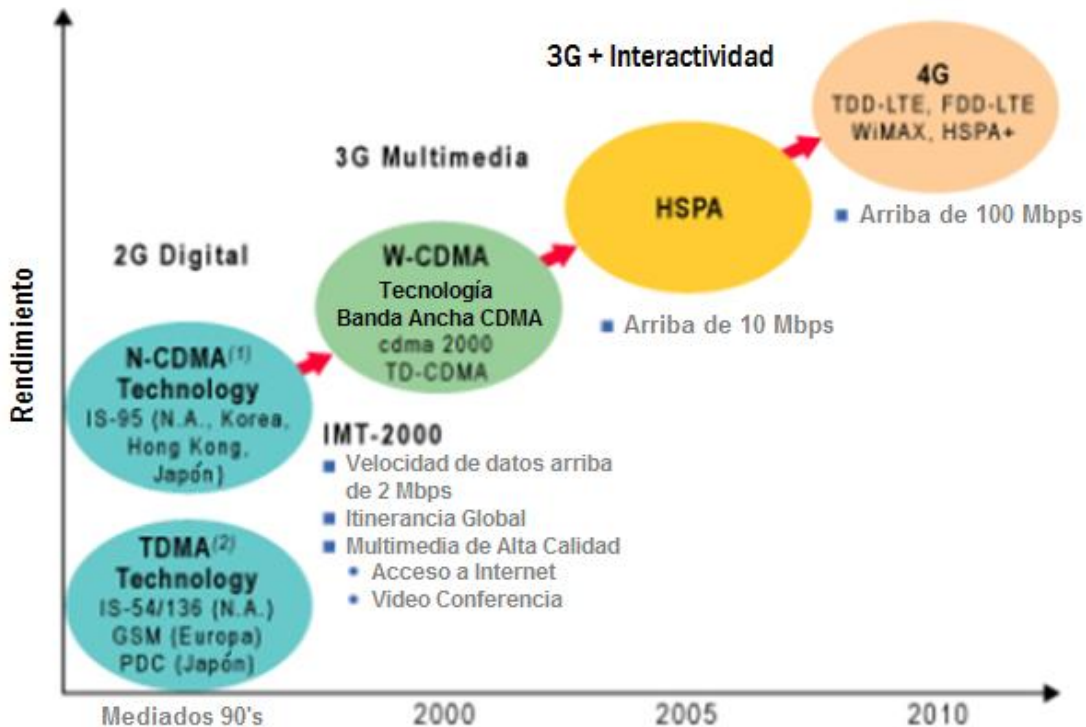 Rendimiento
2G Digital
N-CDMA(1)
Technology
IS-95 (N.A., Korea,
Hong Kong,
Japón)
TDMA(2)
Technology
IS-54/136 (N.A.)
GSM (Europa)
PDC (Japón)
3G Multimedia
W-CDMA
Tecnología
Banda Ancha CDMA
cdma 2000
TD-CDMA
IMT-2000
■ Velocidad de datos arriba
de 2 Mbps
■ Itinerancia Global
■ Multimedia de Alta Calidad
• Acceso a Internet
• Video Conferencia
3G + Interactividad
HSPA
■ Arriba de 10 Mbps
4G
TDD-LTE, FDD-LTE
WiMAX, HSPA+
■ Arriba de 100 Mbps
Mediados 90's 2000 2005 2010